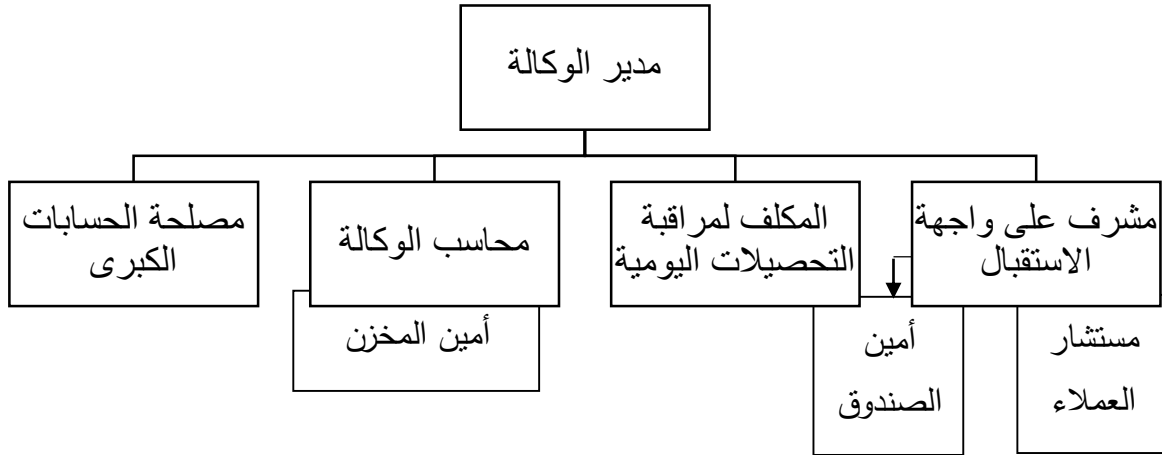 مدير الوكالة
مشرف على واجهة
الاستقبال
المكلف لمراقبة
التحصيلات اليومية
محاسب الوكالة
مصلحة الحسابات
الكبرى
مستشار
العملاء
أمين
الصندوق
أمين المخزن